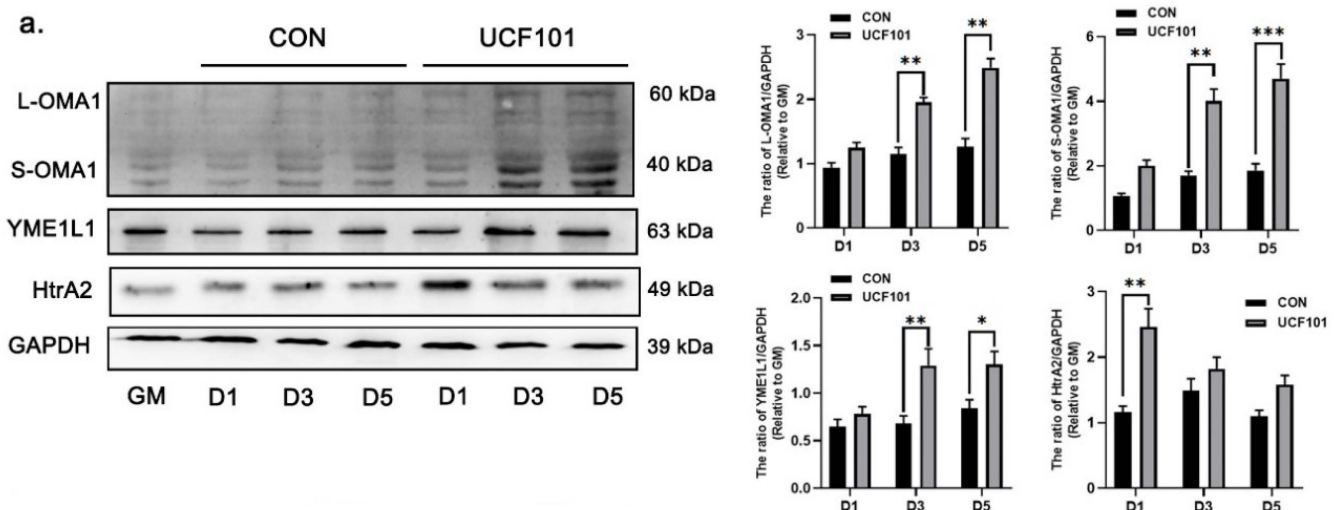 a.
CON UCF101
L-OMA1 60 kDa
S-OMA1 40 kDa
YME1L1 63 kDa
HtrA2 49 kDa
GAPDH 39 kDa
GM D1 D3 D5 D1 D3 D5
CON
UCF101
The ratio of L-OMA1/GAPDH
(Relative to GM)
3
2
1
0
** **
D1 D3 D5
CON
UCF101
The ratio of S-OMA1/GAPDH
(Relative to GM)
6
4
2
0
** ***
D1 D3 D5
CON
UCF101
The ratio of YME1L1/GAPDH
(Relative to GM)
2.0
1.5
1.0
0.5
0.0
** *
D1 D3 D5
CON
UCF101
The ratio of HtrA2/GAPDH
(Relative to GM)
3
2
1
0
**
D1 D3 D5